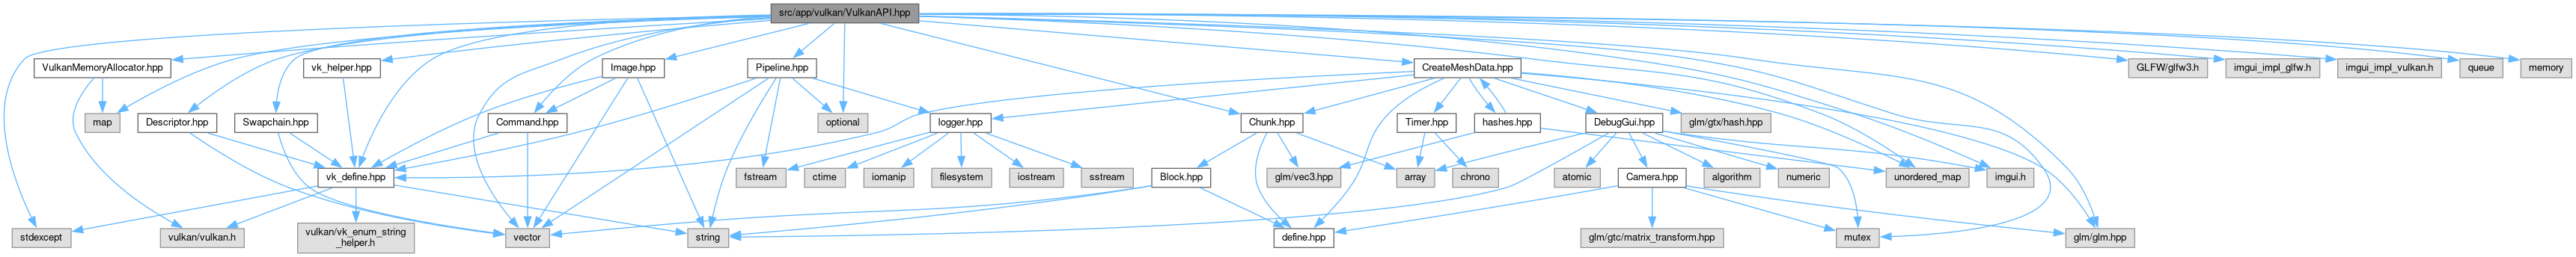 src/app/vulkan/VulkanAPI.hpp
VulkanMemoryAllocator.hpp
vk_helper.hpp
Image.hpp
Pipeline.hpp
CreateMeshData.hpp
GLFW/glfw3.h
imgui_impl_glfw.h
imgui_impl_vulkan.h
queue
memory
map
Descriptor.hpp
Swapchain.hpp
Command.hpp
optional
logger.hpp
Chunk.hpp
Timer.hpp
hashes.hpp
DebugGui.hpp
glm/gtx/hash.hpp
vk_define.hpp
fstream
ctime
iomanip
filesystem
iostream
sstream
Block.hpp
glm/vec3.hpp
array
chrono
atomic
Camera.hpp
algorithm
numeric
unordered_map
imgui.h
stdexcept
vulkan/vulkan.h
vulkan/vk_enum_string
_helper.h
vector
string
define.hpp
glm/gtc/matrix_transform.hpp
mutex
glm/glm.hpp